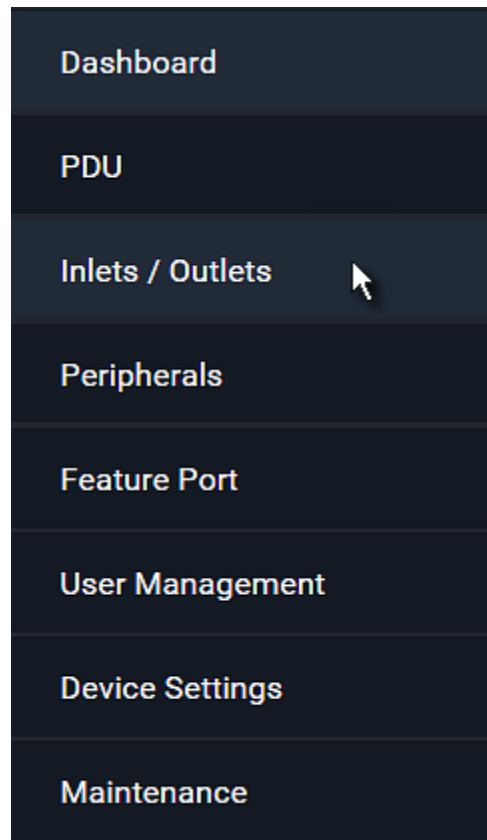 Dashboard
PDU
Inlets / Outlets
Peripherals
Feature Port
User Management
Device Settings
Maintenance